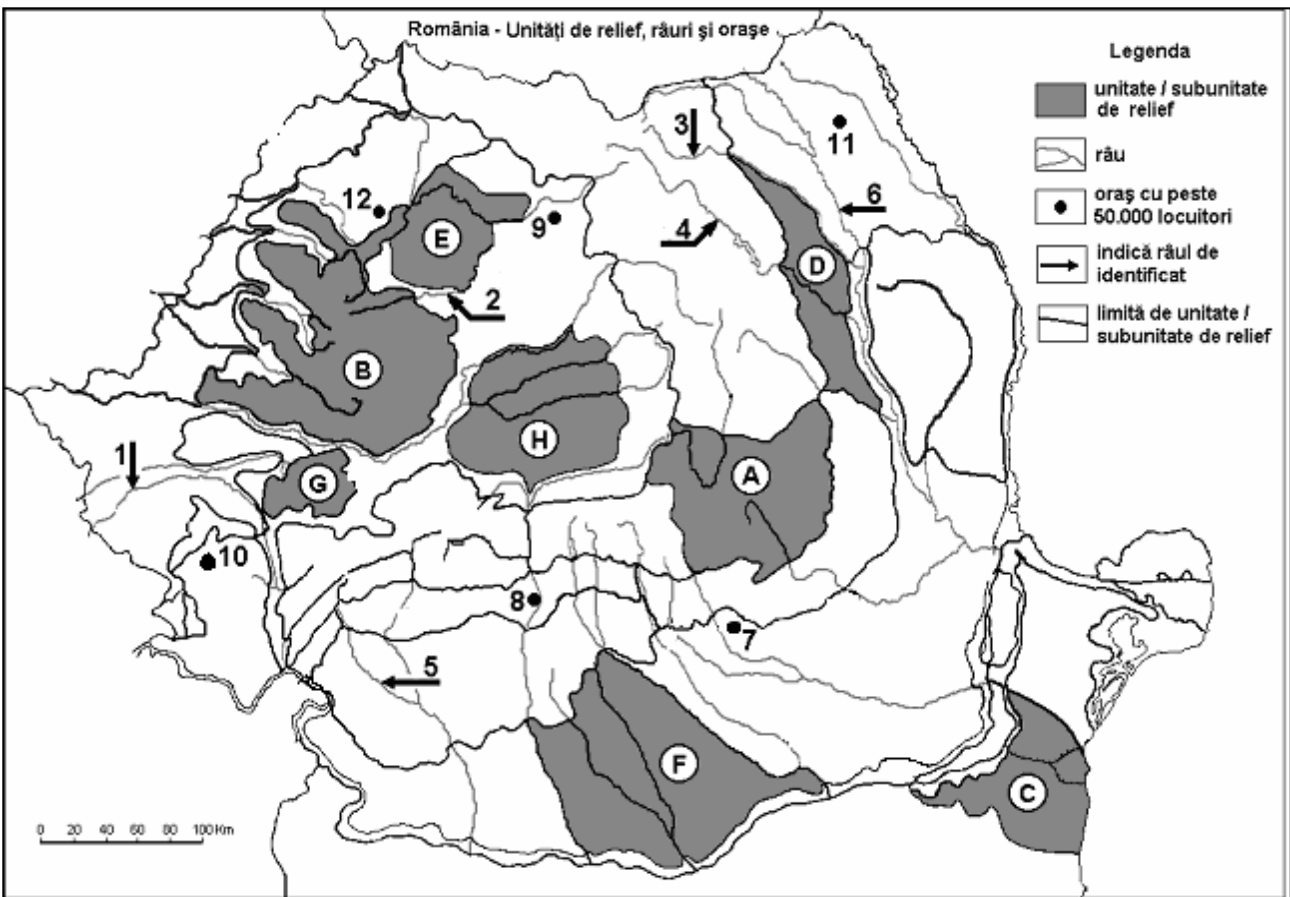 România - Unități de relief, râuri și orașe
Legenda
unitate / subunitate
de relief
râu
oraș cu peste
50.000 locuitori
indică râul de
identificat
limită de unitate /
subunitate de relief
3
11
12
6
E
9
4
D
2
B
H
1
G
A
10
8
7
5
F
C
0 20 40 60 80 100 Km